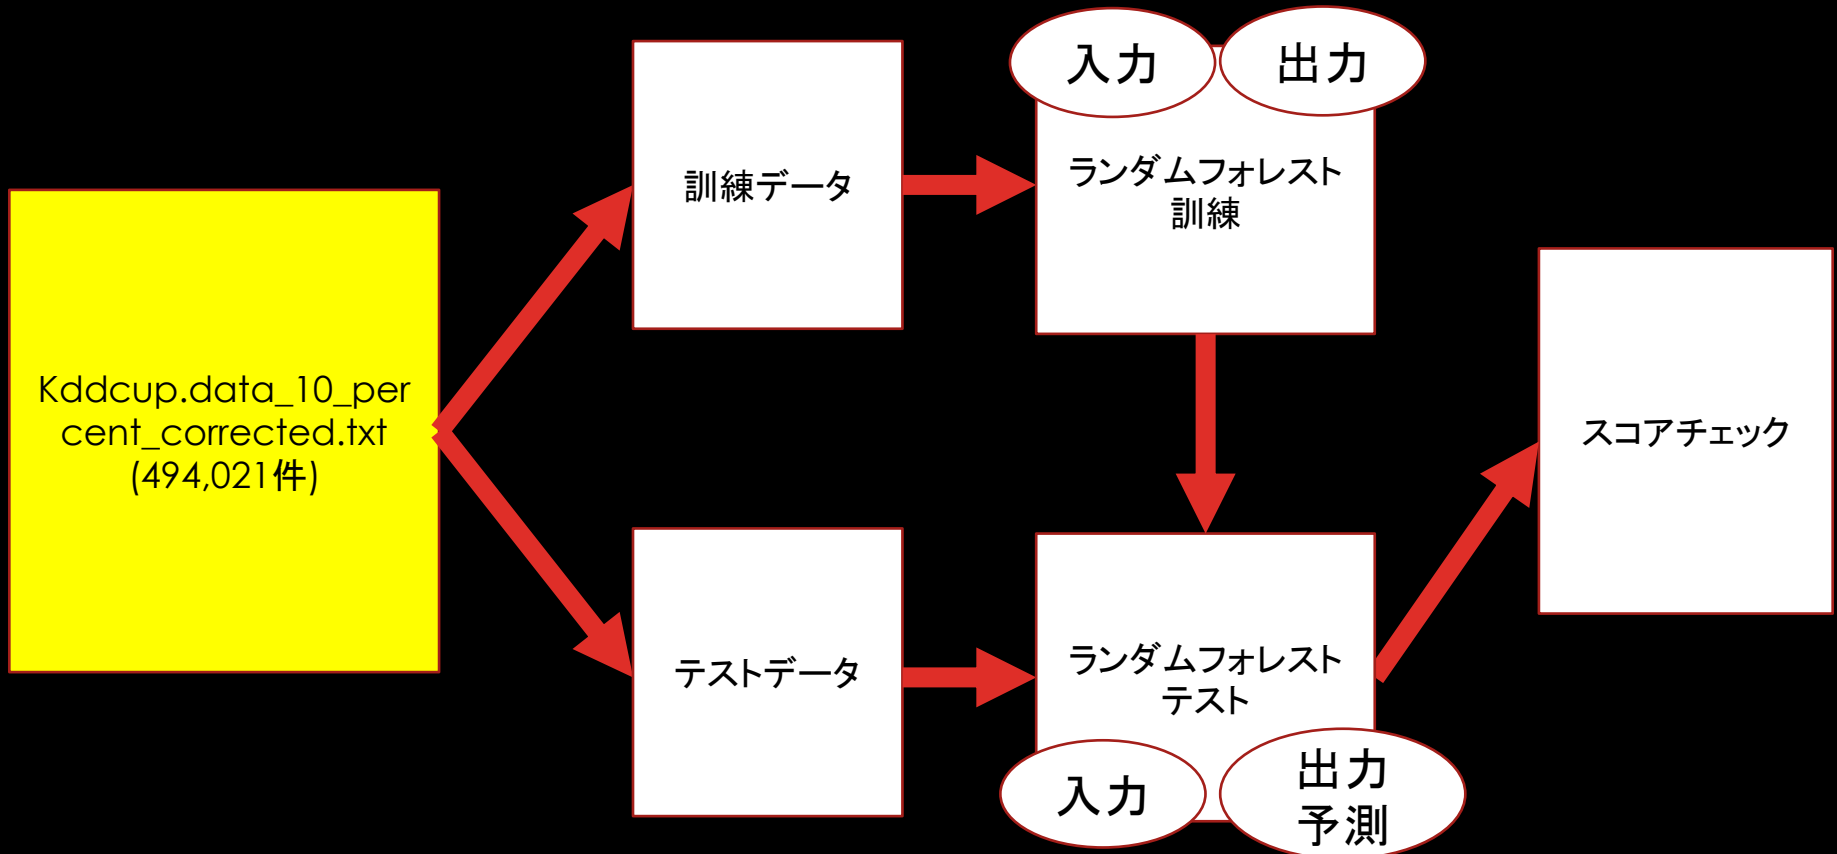 Kddcup.data_10_per
cent_corrected.txt
(494,021件)
訓練データ
入力
出力
ランダムフォレスト
訓練
テストデータ
ランダムフォレスト
テスト
入力
出力
予測
スコアチェック